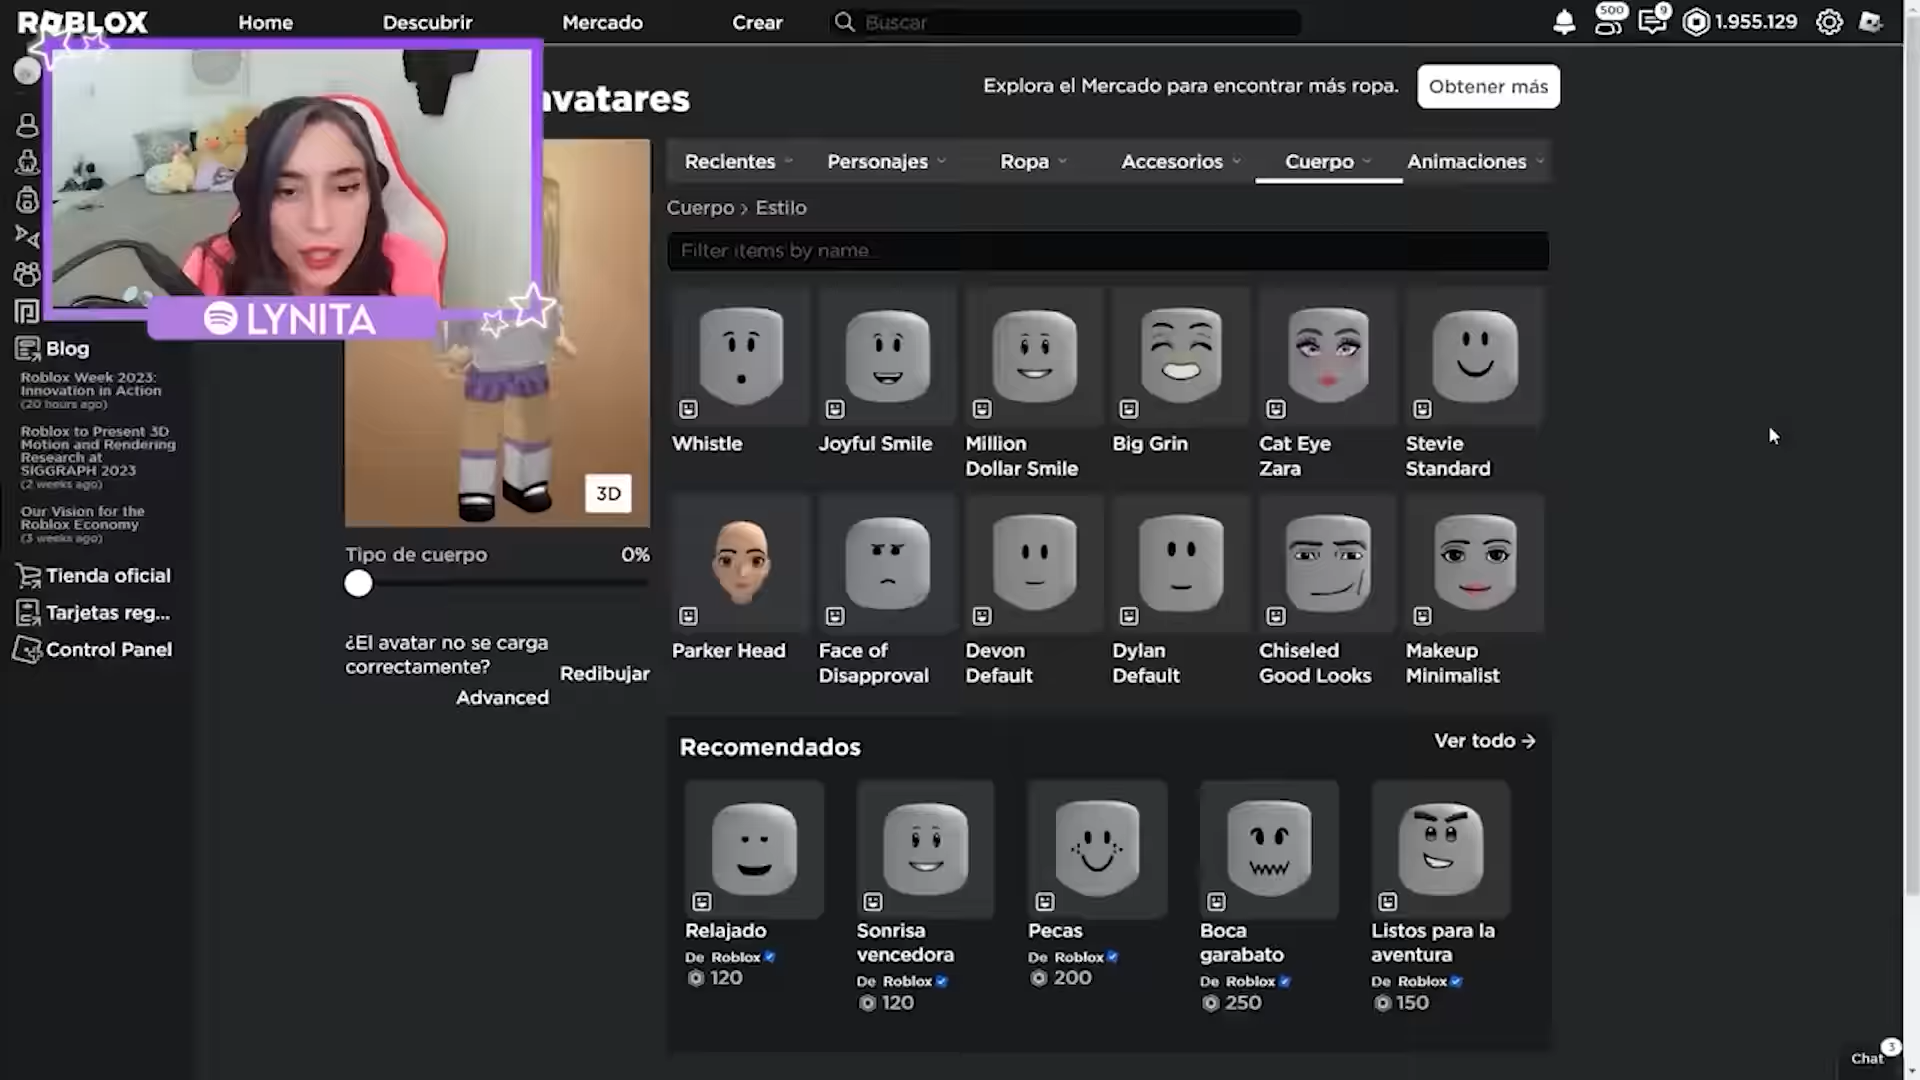 ROBLOX
Home
Descubrir
Mercado
Crear
Buscar
500
9
1.955.129
avatares
Explora el Mercado para encontrar más ropa.
Obtener más
LYNITA
Recientes
Personajes
Ropa
Accesorios
Cuerpo
Animaciones
Cuerpo › Estilo
Filter items by name...
Blog
Roblox Week 2023:
Innovation in Action
(20 hours ago)
Roblox to Present 3D
Motion and Rendering
Research at
SIGGRAPH 2023
(2 weeks ago)
Our Vision for the
Roblox Economy
(3 weeks ago)
Tienda oficial
Tarjetas reg...
Control Panel
3D
Tipo de cuerpo
0%
¿El avatar no se carga
correctamente?
Redibujar
Advanced
Whistle
Joyful Smile
Million
Dollar Smile
Big Grin
Cat Eye
Zara
Stevie
Standard
Parker Head
Face of
Disapproval
Devon
Default
Dylan
Default
Chiseled
Good Looks
Makeup
Minimalist
Recomendados
Ver todo →
Relajado
De Roblox
120
Sonrisa
vencedora
De Roblox
120
Pecas
De Roblox
200
Boca
garabato
De Roblox
250
Listos para la
aventura
De Roblox
150
Chat
3